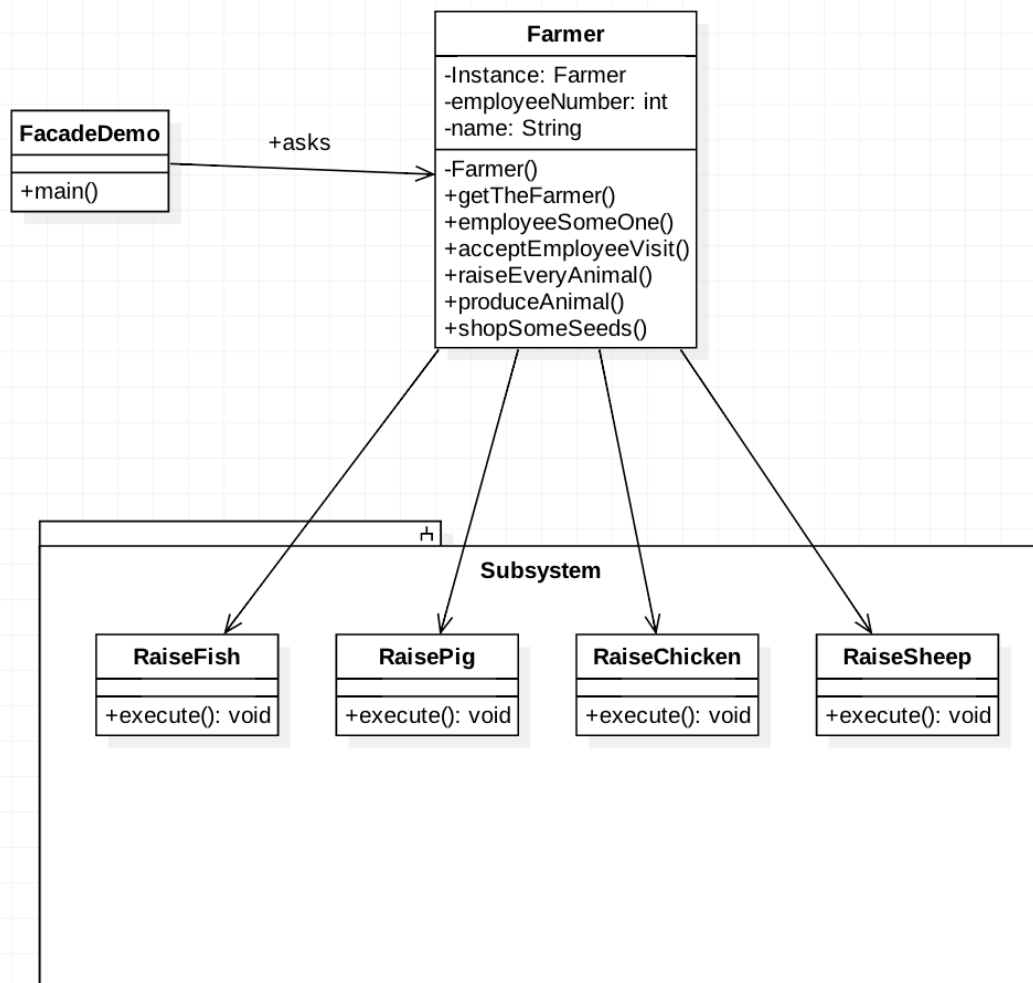 Farmer
-Instance: Farmer
-employeeNumber: int
-name: String
-Farmer()
+getTheFarmer()
+employeeSomeOne()
+acceptEmployeeVisit()
+raiseEveryAnimal()
+produceAnimal()
+shopSomeSeeds()
FacadeDemo
+main()
+asks
Subsystem
RaiseFish
+execute(): void
RaisePig
+execute(): void
RaiseChicken
+execute(): void
RaiseSheep
+execute(): void